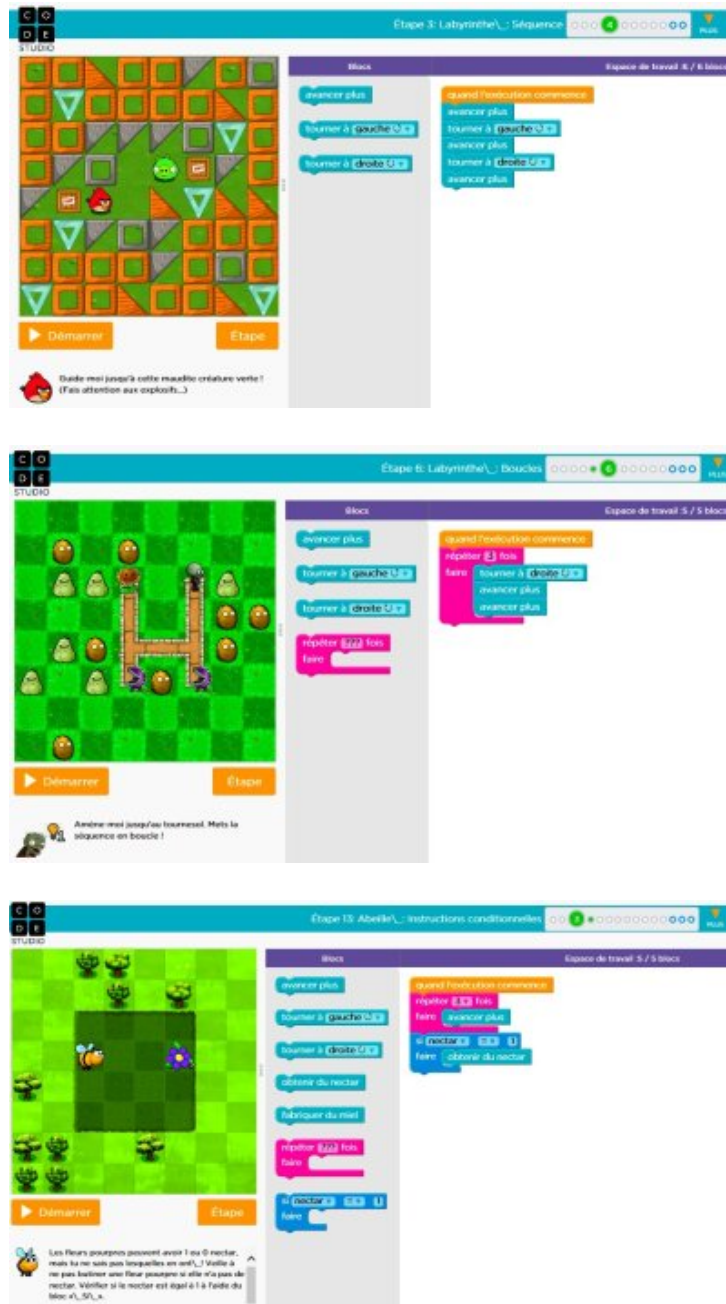 C O
D E
STUDIO
Étape 3: Labyrinthe\_: Séquence
4
PLUS
Blocs
Espace de travail :6 / 6 blocs
avancer plus
tourner à gauche
tourner à droite
quand l'exécution commence
avancer plus
tourner à gauche
avancer plus
tourner à droite
avancer plus
Démarrer
Étape
Guide-moi jusqu'à cette maudite créature verte !
(Fais attention aux explosifs...)
C O
D E
STUDIO
Étape 6: Labyrinthe\_: Boucles
6
PLUS
Blocs
Espace de travail :5 / 5 blocs
avancer plus
tourner à gauche
tourner à droite
répéter ??? fois
faire
quand l'exécution commence
répéter fois
faire tourner à droite
avancer plus
avancer plus
Démarrer
Étape
Amène-moi jusqu'au tournesol. Mets la
séquence en boucle !
C O
D E
STUDIO
Étape 13: Abeille\_: Instructions conditionnelles
3
PLUS
Blocs
Espace de travail :5 / 5 blocs
avancer plus
tourner à gauche
tourner à droite
obtenir du nectar
fabriquer du miel
répéter ??? fois
faire
si nectar =
faire
quand l'exécution commence
répéter 3 fois
faire avancer plus
si nectar = 1
faire obtenir du nectar
Démarrer
Étape
Les fleurs pourpres peuvent avoir 1 ou 0 nectar,
mais tu ne sais pas lesquelles en ont\_! Veille à
ne pas butiner une fleur pourpre si elle n'a pas de
nectar. Vérifier si le nectar est égal à 1 à l'aide du
bloc «\_Si\_».